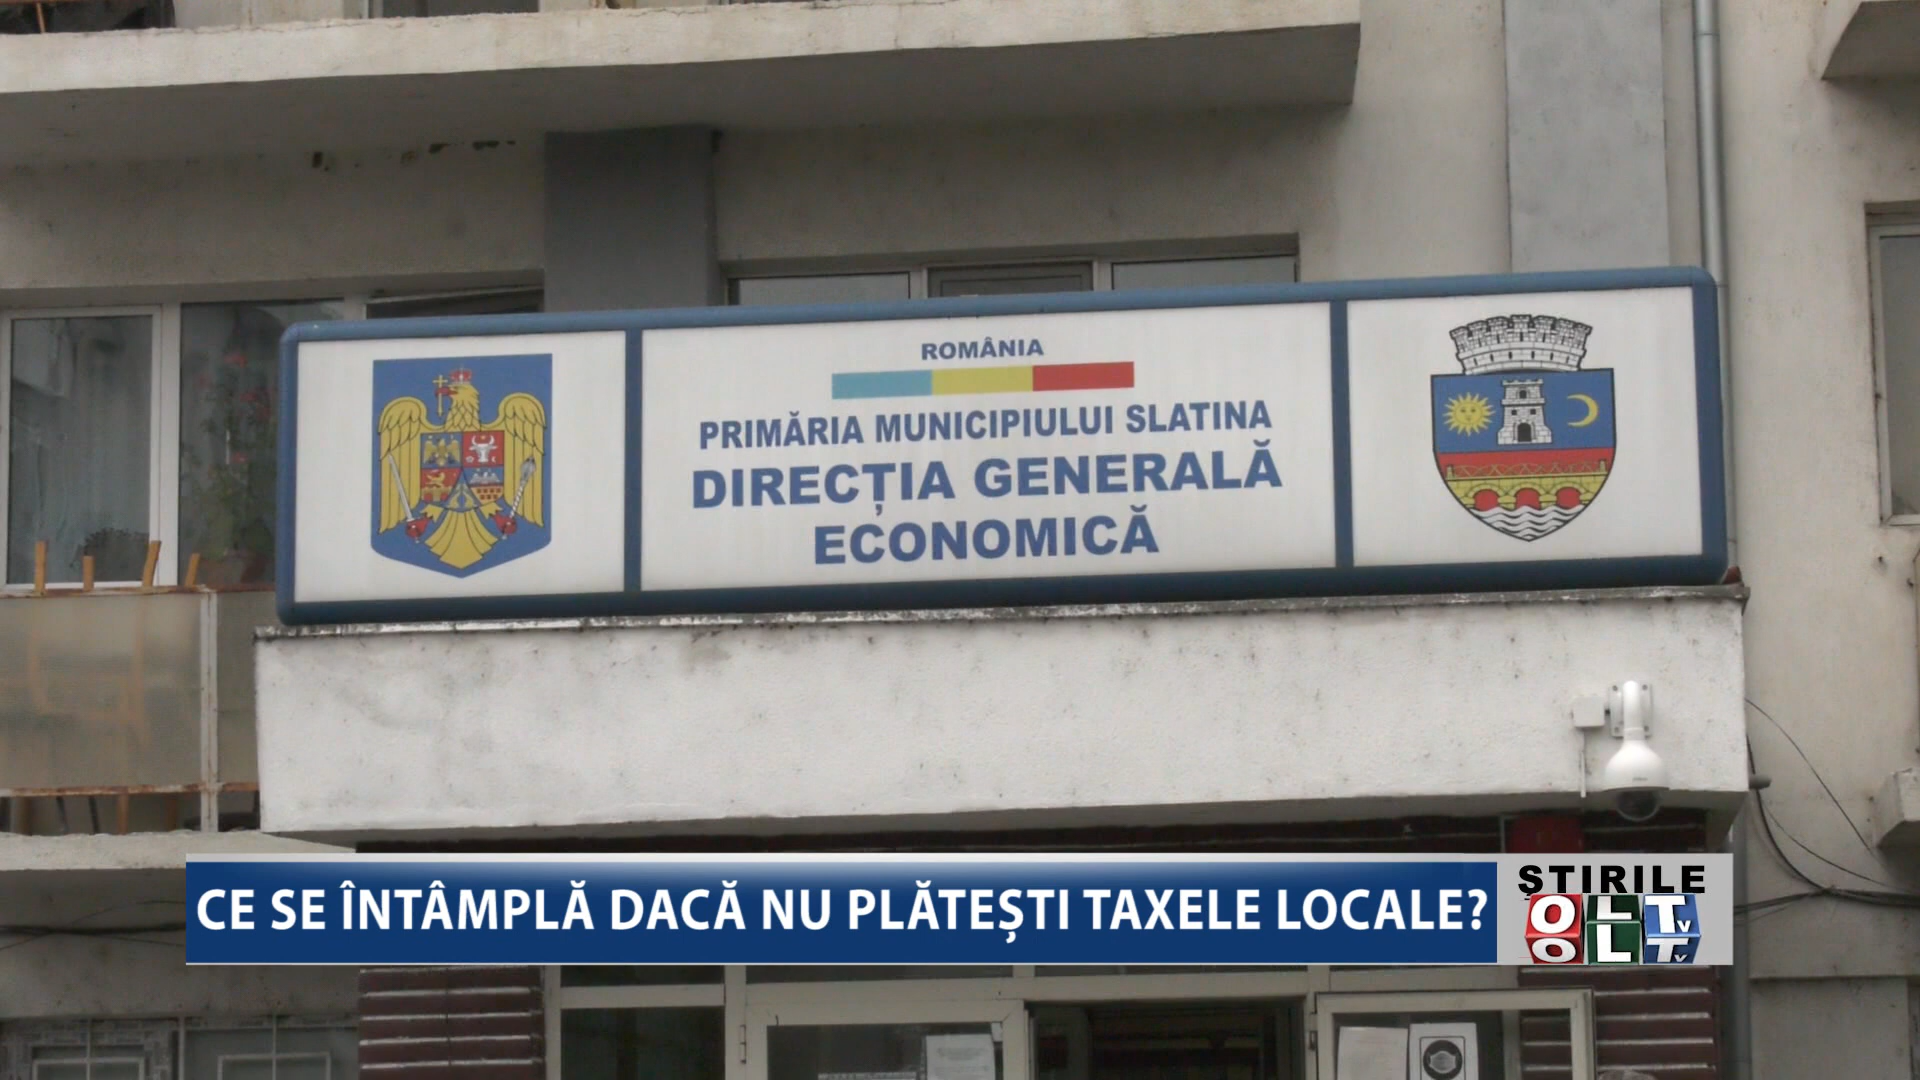 ROMÂNIA
PRIMĂRIA MUNICIPIULUI SLATINA
DIRECȚIA GENERALĂ
ECONOMICĂ
CE SE ÎNTÂMPLĂ DACĂ NU PLĂTEȘTI TAXELE LOCALE?
ȘTIRILE
OLT TV
OLT TV